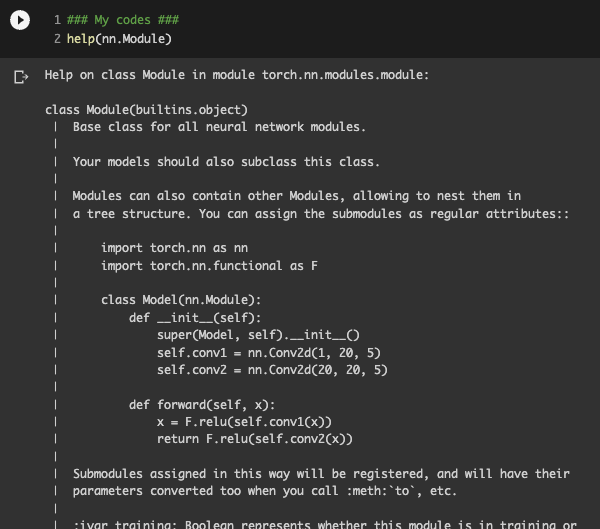 1 ### My codes ###
2 help(nn.Module)
Help on class Module in module torch.nn.modules.module:
class Module(builtins.object)
 |  Base class for all neural network modules.
 |
 |  Your models should also subclass this class.
 |
 |  Modules can also contain other Modules, allowing to nest them in
 |  a tree structure. You can assign the submodules as regular attributes::
 |
 |      import torch.nn as nn
 |      import torch.nn.functional as F
 |
 |      class Model(nn.Module):
 |          def __init__(self):
 |              super(Model, self).__init__()
 |              self.conv1 = nn.Conv2d(1, 20, 5)
 |              self.conv2 = nn.Conv2d(20, 20, 5)
 |
 |          def forward(self, x):
 |              x = F.relu(self.conv1(x))
 |              return F.relu(self.conv2(x))
 |
 |  Submodules assigned in this way will be registered, and will have their
 |  parameters converted too when you call :meth:`to`, etc.
 |
 |  :ivar training: Boolean represents whether this module is in training or